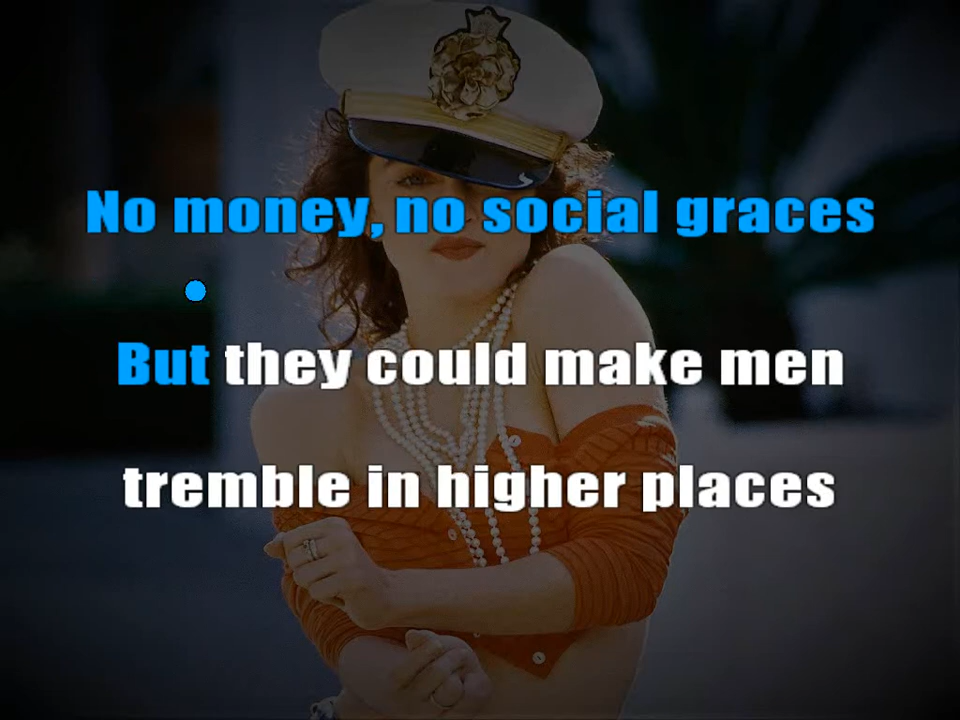 No money, no social graces
But they could make men
tremble in higher places